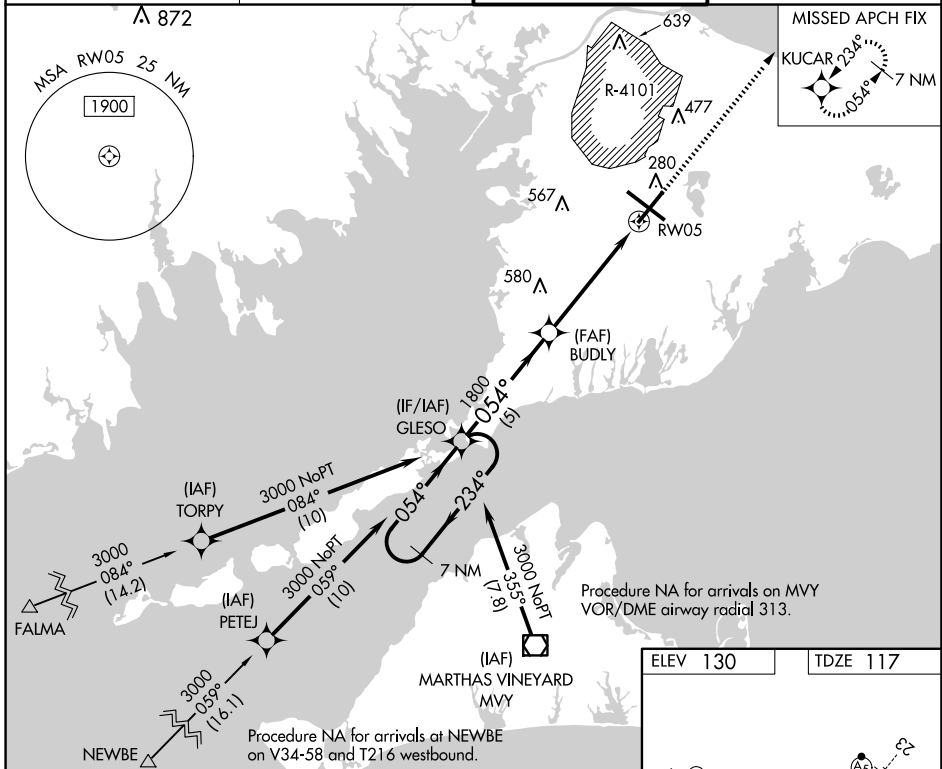 872
MSA RW05 25 NM
1900
639
R-4101
477
280
567
RW05
580
MISSED APCH FIX
KUCAR
234°
054°
7 NM
(FAF)
BUDLY
1800
054°
(5)
(IF/IAF)
GLESO
3000 NoPT
084°
(10)
(IAF)
TORPY
054°
234°
7 NM
3000
084°
(14.2)
FALMA
3000 NoPT
059°
(10)
(IAF)
PETEJ
3000 NoPT
355°
(7.8)
Procedure NA for arrivals on MVY
VOR/DME airway radial 313.
(IAF)
MARTHAS VINEYARD
MVY
3000
059°
(16.1)
NEWBE
Procedure NA for arrivals at NEWBE
on V34-58 and T216 westbound.
ELEV 130
TDZE 117
23